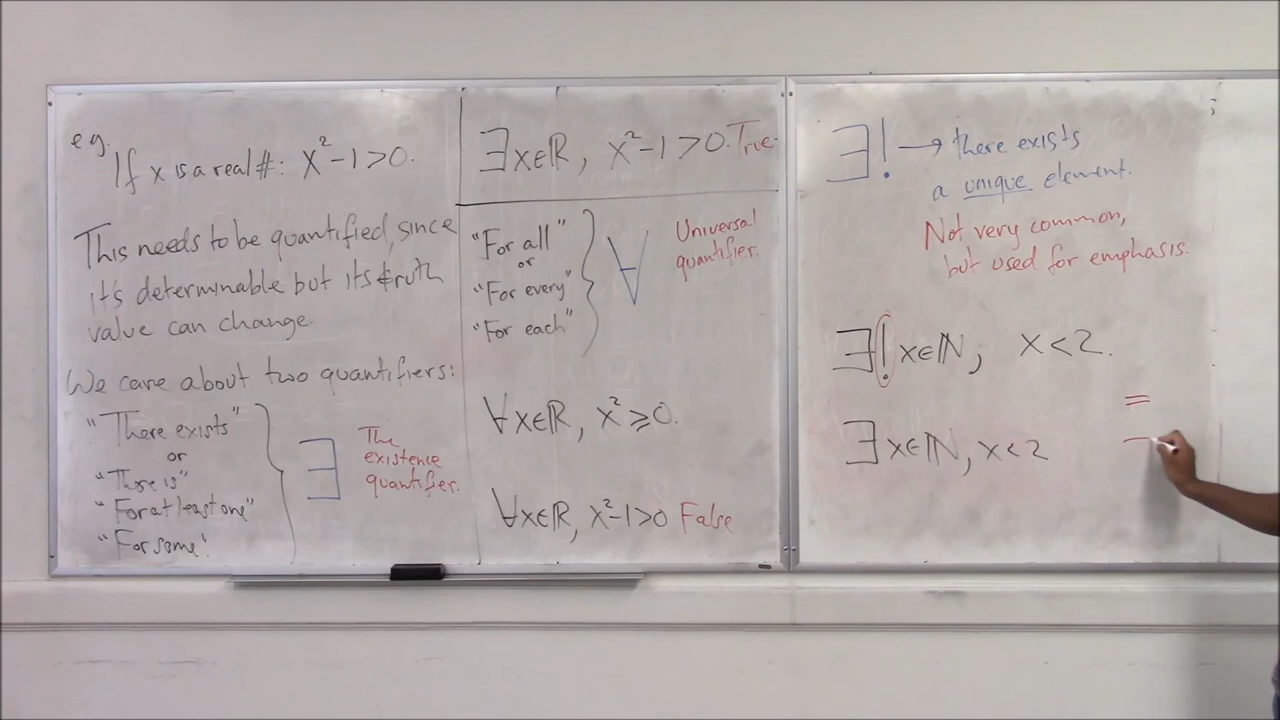 e.g.
If x is a real #: x²-1>0.
This needs to be quantified, since
it's determinable but its truth
value can change.
We care about two quantifiers:
"There exists"
or
"There is"
"For at least one"
"For some".
∃
The
existence
quantifier.
∃x∈ℝ, x²-1>0. True.
"For all"
or
"For every"
"For each"
∀
Universal
quantifier.
∀x∈ℝ, x²≥0.
∀x∈ℝ, x²-1>0 False
∃! → there exists
a unique element.
Not very common,
but used for emphasis.
∃!x∈ℕ, x<2.
=
∃x∈ℕ, x<2